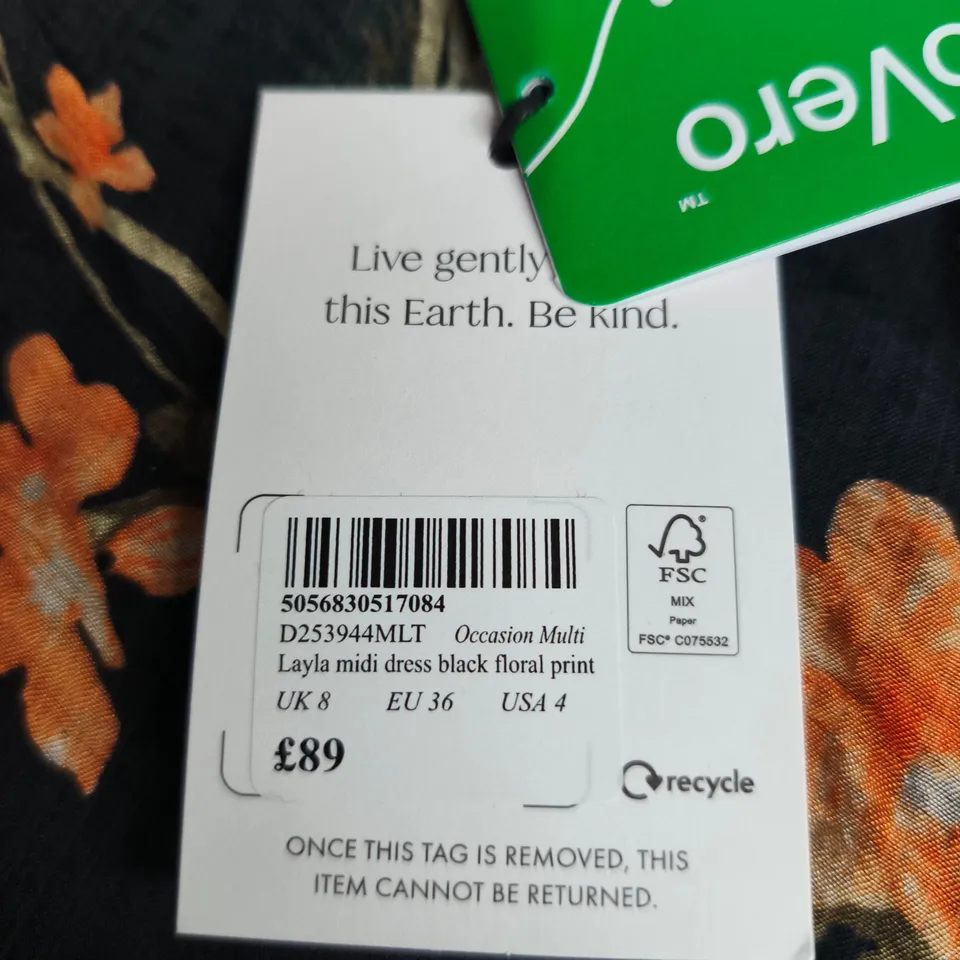 oVero
™
Live gently
this Earth. Be kind.
5056830517084
D253944MLT Occasion Multi
Layla midi dress black floral print
UK 8 EU 36 USA 4
£89
FSC®
MIX
Paper
FSC® C075532
recycle
ONCE THIS TAG IS REMOVED, THIS
ITEM CANNOT BE RETURNED.